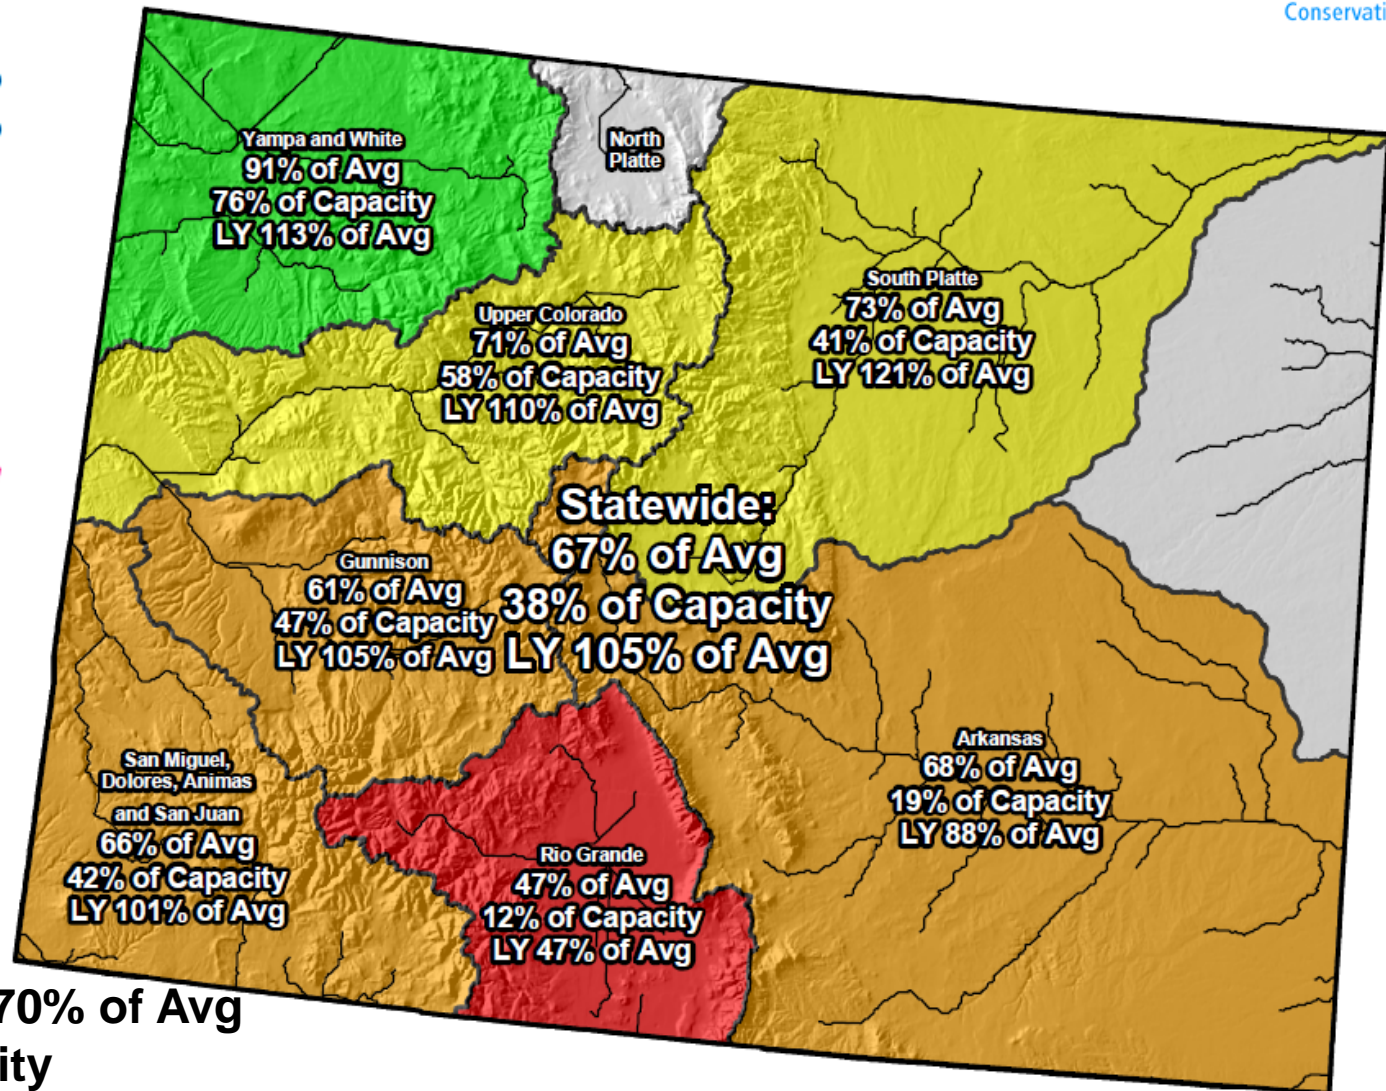 Conservati
Yampa and White
91% of Avg
76% of Capacity
LY 113% of Avg
North
Platte
South Platte
73% of Avg
41% of Capacity
LY 121% of Avg
Upper Colorado
71% of Avg
58% of Capacity
LY 110% of Avg
Statewide:
67% of Avg
38% of Capacity
LY 105% of Avg
Gunnison
61% of Avg
47% of Capacity
LY 105% of Avg
Arkansas
68% of Avg
19% of Capacity
LY 88% of Avg
San Miguel,
Dolores, Animas
and San Juan
66% of Avg
42% of Capacity
LY 101% of Avg
Rio Grande
47% of Avg
12% of Capacity
LY 47% of Avg
70% of Avg
ity